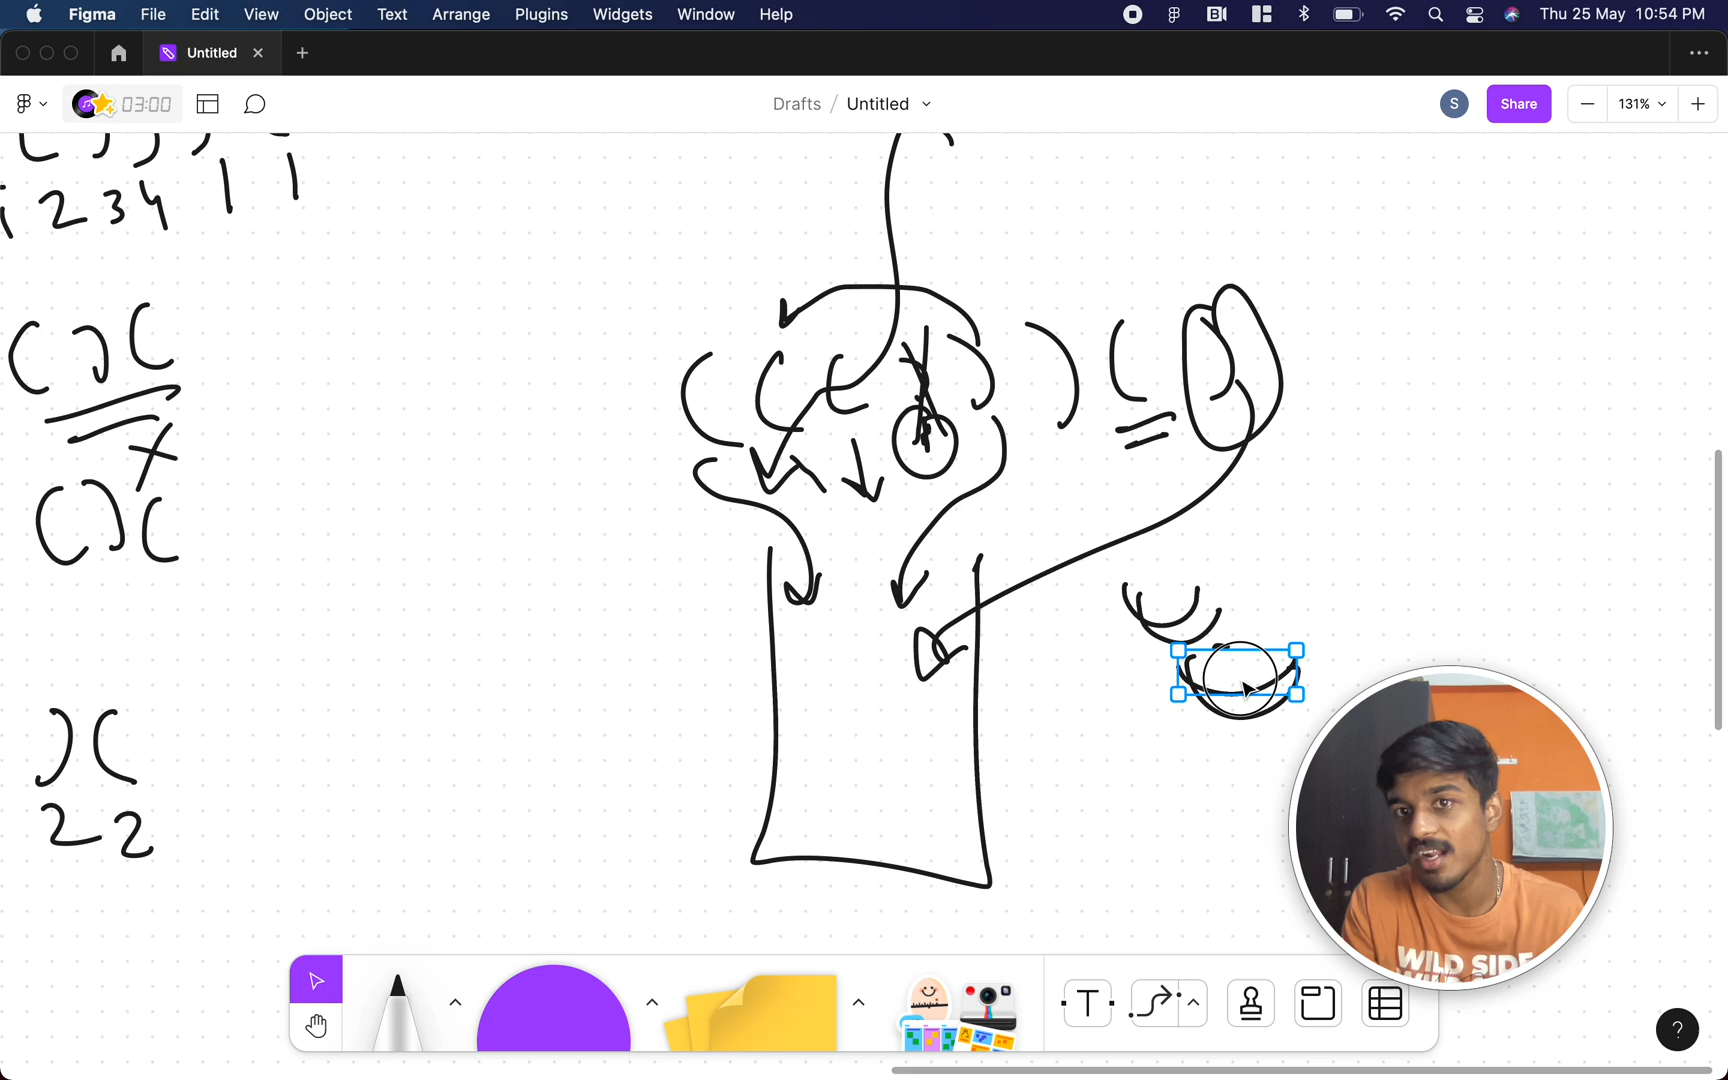 Figma File Edit View Object Text Arrange Plugins Widgets Window Help Thu 25 May 10:54 PM
Untitled
03:00 Drafts / Untitled S Share 131%
( ) ) )
1 2 3 4 1 1
( ) (
( ( ( ) ) ( )
( ) (
) (
2 2
WILD SIDE
T
?